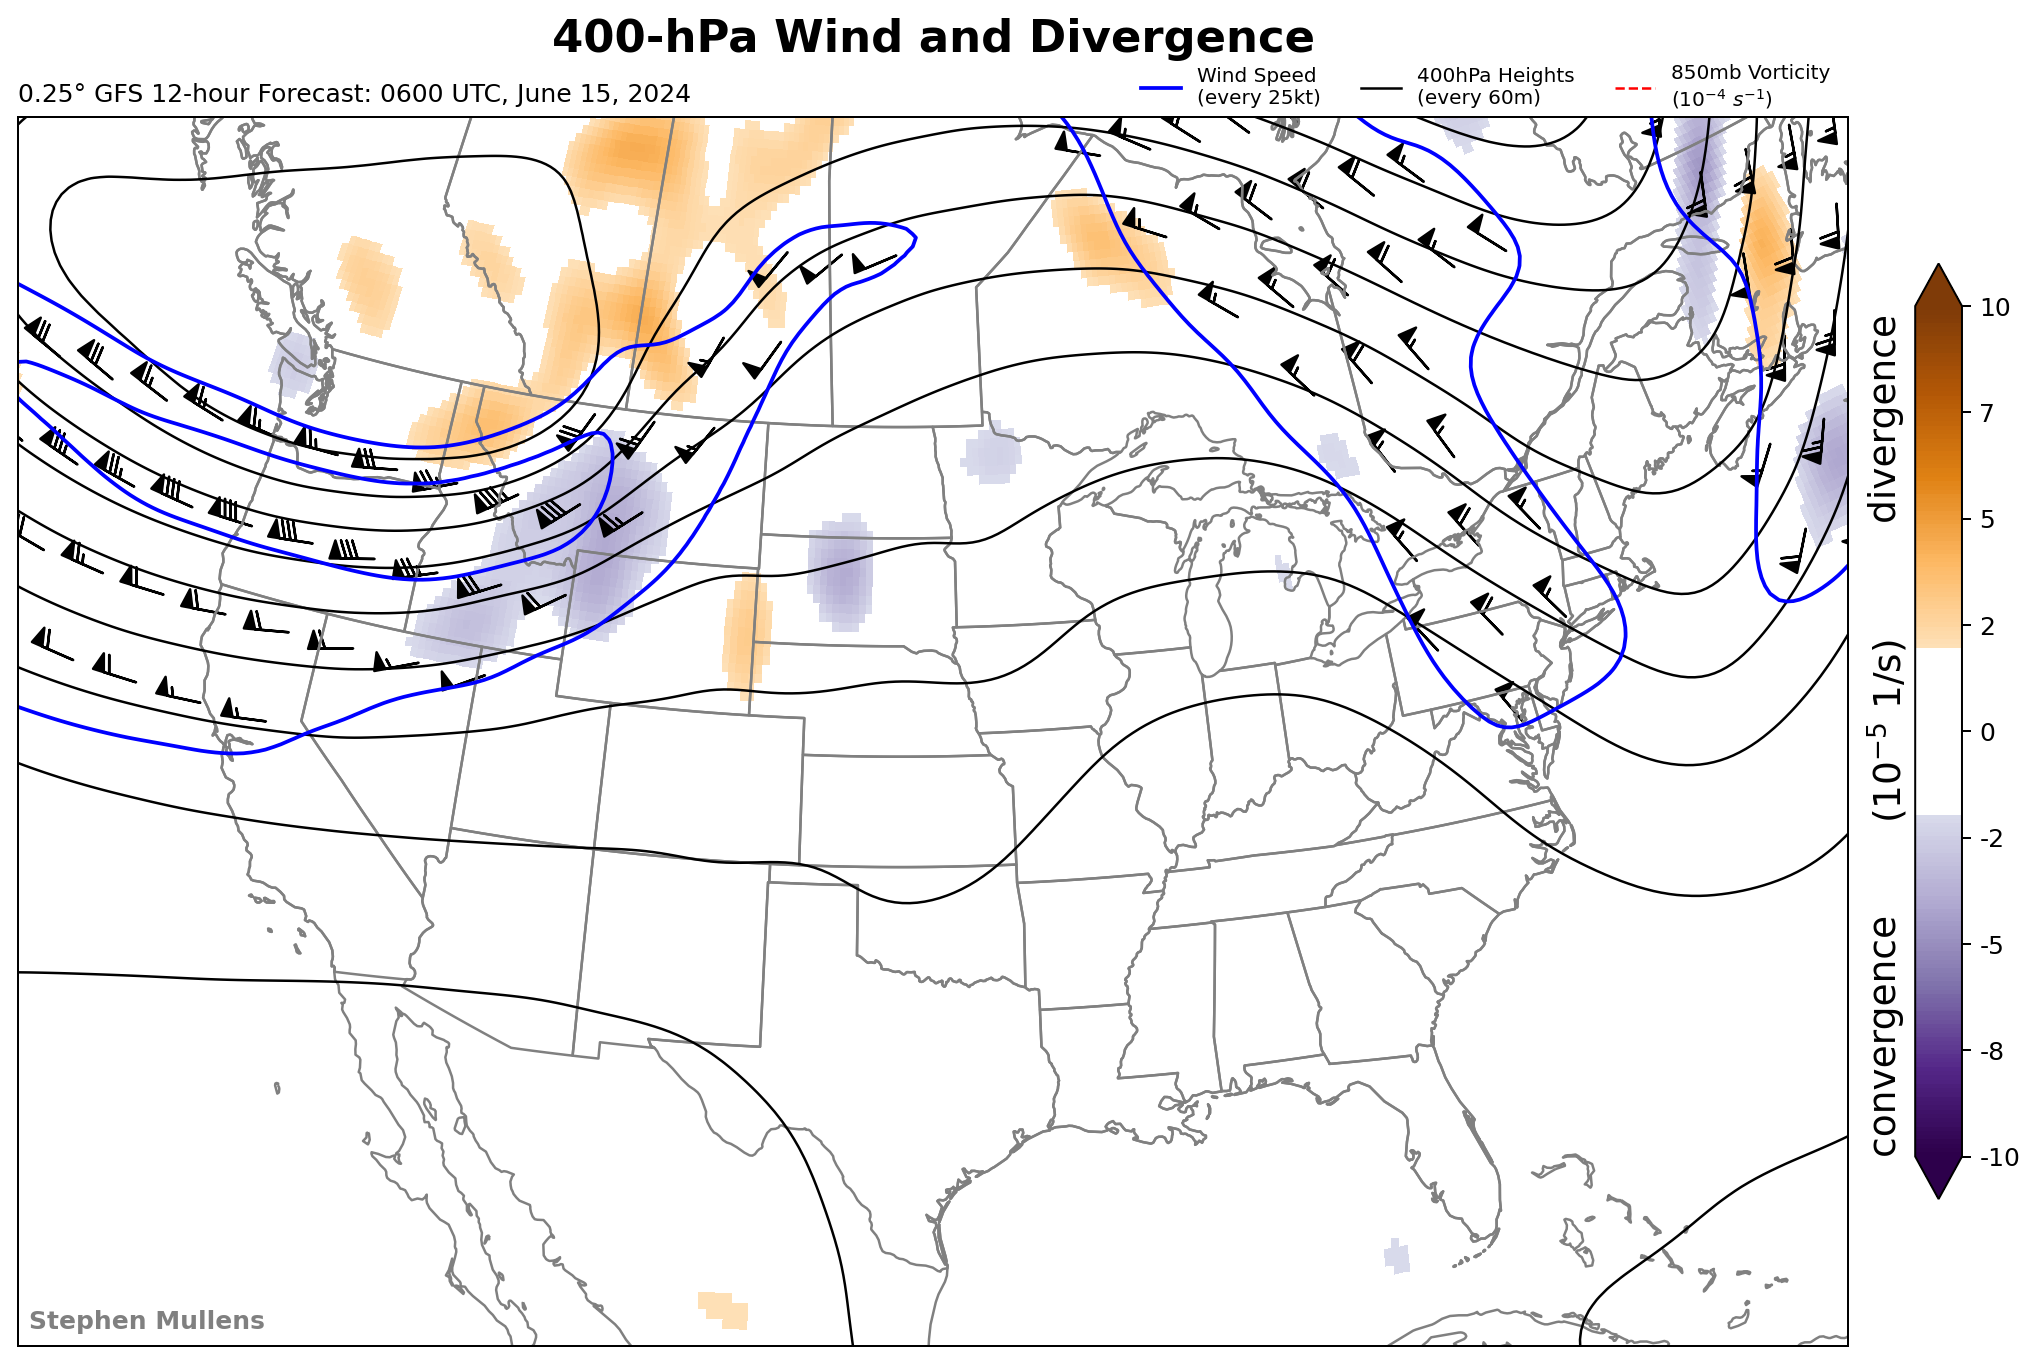 400-hPa Wind and Divergence
0.25° GFS 12-hour Forecast: 0600 UTC, June 15, 2024
Wind Speed
(every 25kt)
400hPa Heights
(every 60m)
850mb Vorticity
(10⁻⁴ s⁻¹)
10
7
5
2
0
-2
-5
-8
-10
convergence (10⁻⁵ 1/s) divergence
Stephen Mullens